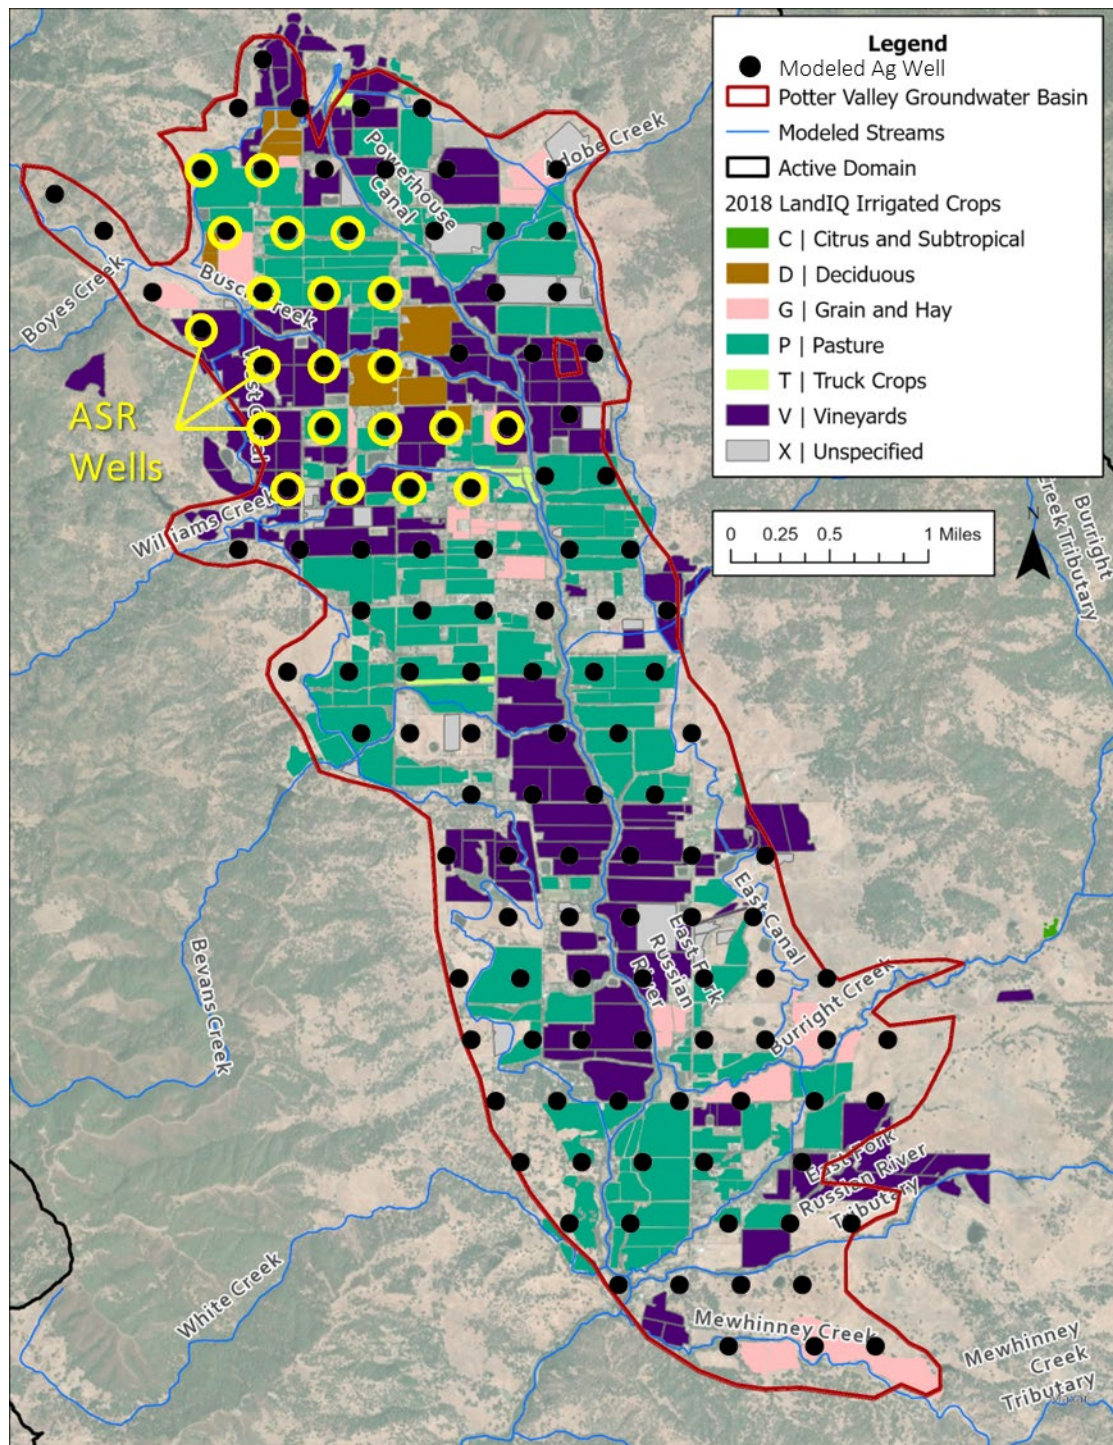 Legend
Modeled Ag Well
Potter Valley Groundwater Basin
Modeled Streams
Active Domain
2018 LandIQ Irrigated Crops
C | Citrus and Subtropical
D | Deciduous
G | Grain and Hay
P | Pasture
T | Truck Crops
V | Vineyards
X | Unspecified
0 0.25 0.5 1 Miles
N
Powerhouse
Canal
dobe Creek
Boyes Creek
Busch Creek
West Canal
ASR
Wells
Williams Creek
Creek Tributary
Burright
East Canal
East Fork
Russian
River
Bevans Creek
Burright Creek
East Fork
Russian River
Tributary
White Creek
Mewhinney Creek
Mewhinney
Creek
Tributary